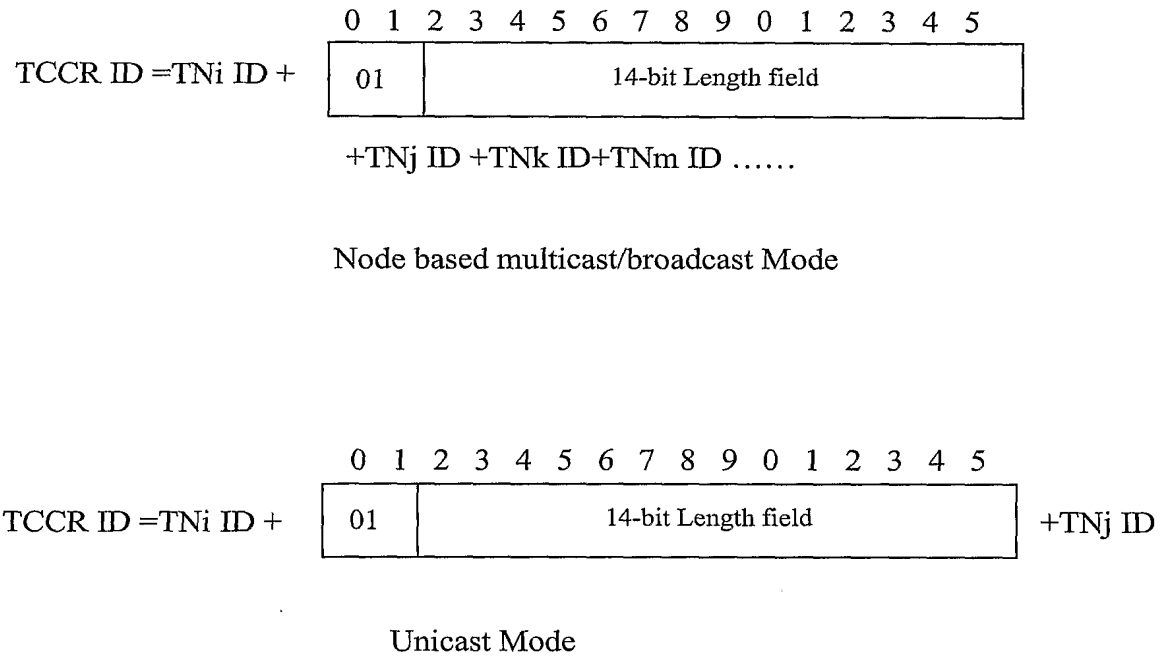 0 1 2 3 4 5 6 7 8 9 0 1 2 3 4 5
TCCR ID =TNi ID + 01 14-bit Length field
+TNj ID +TNk ID+TNm ID ......
Node based multicast/broadcast Mode
0 1 2 3 4 5 6 7 8 9 0 1 2 3 4 5
TCCR ID =TNi ID + 01 14-bit Length field +TNj ID
Unicast Mode